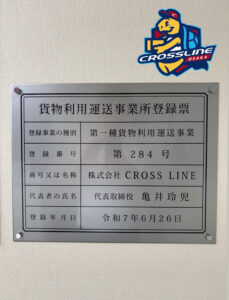 CROSSLINE
OSAKA
貨物利用運送事業所登録票
登録事業の種別 第一種貨物利用運送事業
登録番号 第284号
商号又は名称 株式会社 CROSS LINE
代表者の氏名 代表取締役 亀井玲児
登録年月日 令和7年6月26日